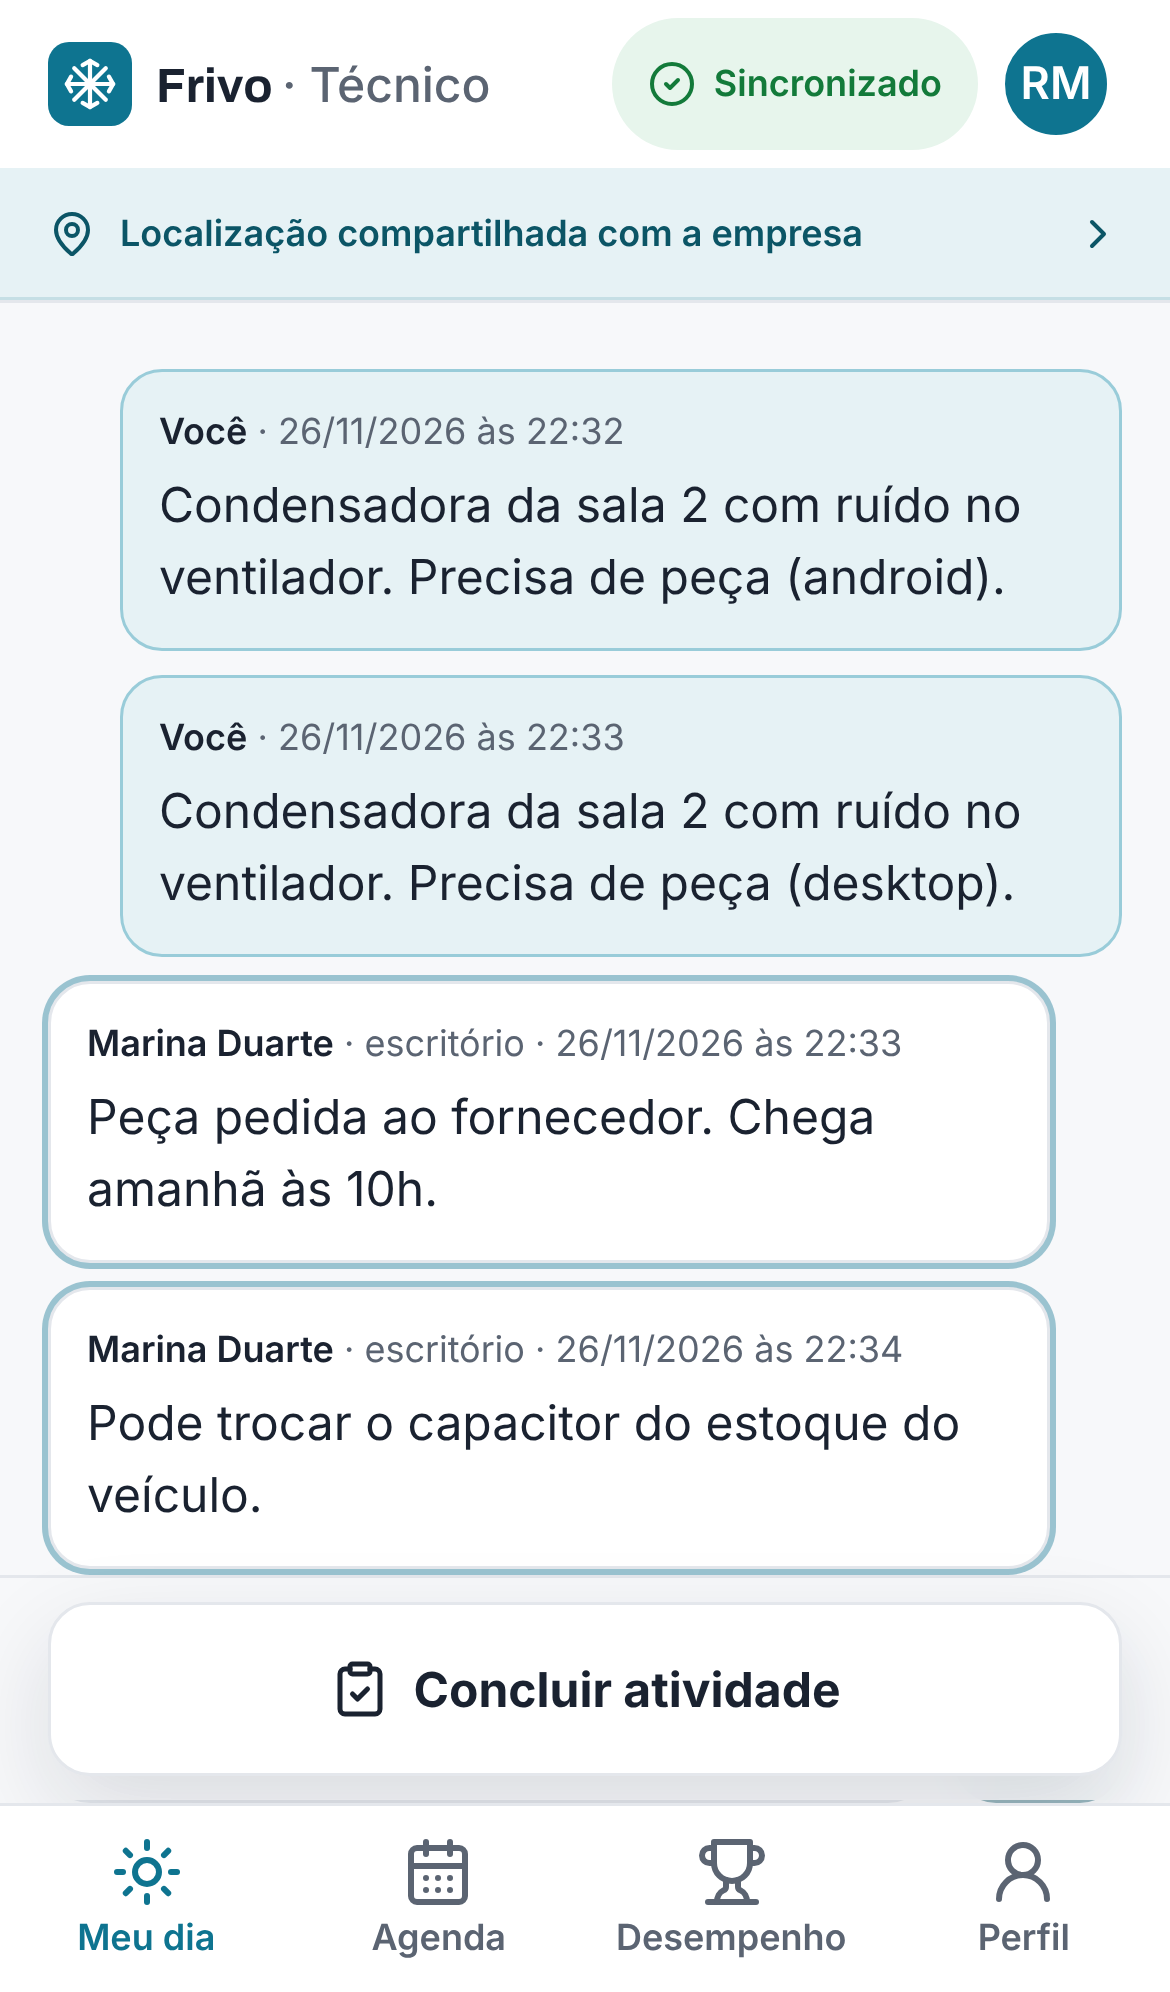 Frivo · Técnico
Sincronizado
RM
Localização compartilhada com a empresa
Você · 26/11/2026 às 22:32
Condensadora da sala 2 com ruído no
ventilador. Precisa de peça (android).
Você · 26/11/2026 às 22:33
Condensadora da sala 2 com ruído no
ventilador. Precisa de peça (desktop).
Marina Duarte · escritório · 26/11/2026 às 22:33
Peça pedida ao fornecedor. Chega
amanhã às 10h.
Marina Duarte · escritório · 26/11/2026 às 22:34
Pode trocar o capacitor do estoque do
veículo.
Concluir atividade
Meu dia
Agenda
Desempenho
Perfil